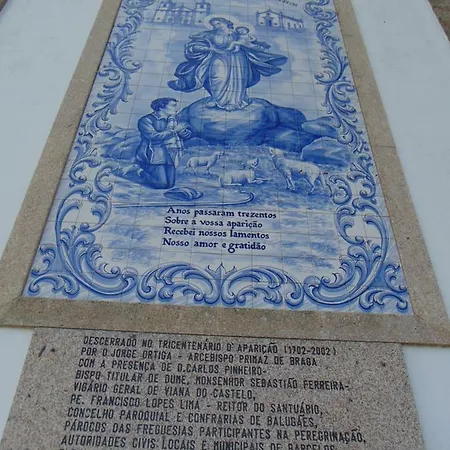 Anos passaram trezentos
Sobre a vossa aparição
Recebei nossos lamentos
Nosso amor e gratidão
DESCERRADO NO TRICENTENÁRIO D'APARIÇÃO (1702-2002)
POR D.JORGE ORTIGA - ARCEBISPO PRIMAZ DE BRAGA
COM A PRESENÇA DE D.CARLOS PINHEIRO-
BISPO TITULAR DE DUME, MONSENHOR SEBASTIÃO FERREIRA-
VIGÁRIO GERAL DE VIANA DO CASTELO,
PE. FRANCISCO LOPES LIMA - REITOR DO SANTUÁRIO,
CONCELHO PAROQUIAL E CONFRARIAS DE BALUGÃES,
PÁROCOS DAS FREGUESIAS PARTICIPANTES NA PEREGRINAÇÃO,
AUTORIDADES CIVIS LOCAIS E MUNICIPAIS DE BARCELOS